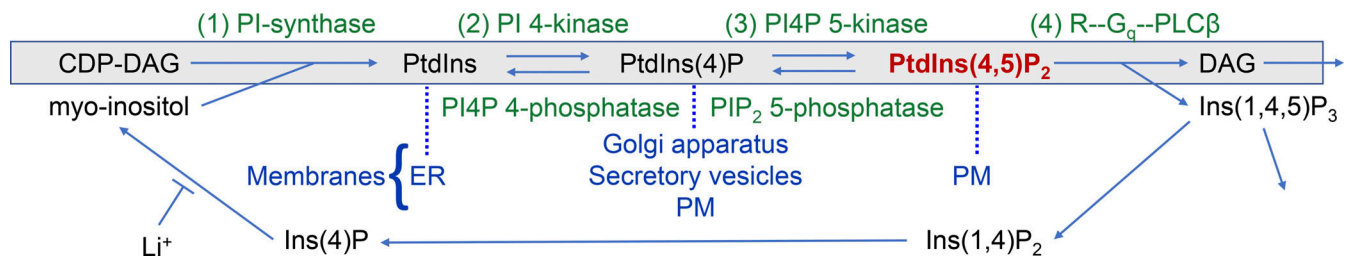 (1) PI-synthase (2) PI 4-kinase (3) PI4P 5-kinase (4) R--Gq--PLCβ
CDP-DAG PtdIns PtdIns(4)P PtdIns(4,5)P₂ DAG
myo-inositol PI4P 4-phosphatase PIP₂ 5-phosphatase Ins(1,4,5)P₃
Golgi apparatus
Membranes { ER Secretory vesicles PM
PM
Li⁺ Ins(4)P Ins(1,4)P₂